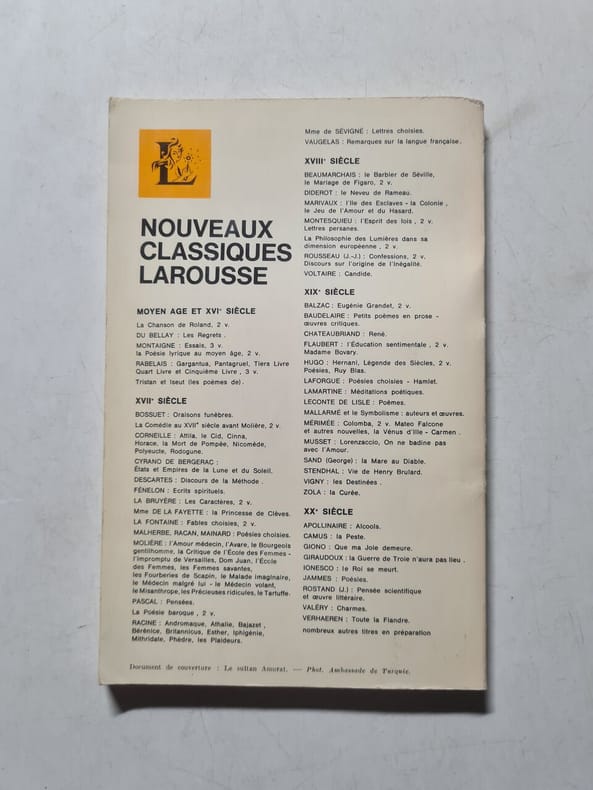 L
NOUVEAUX
CLASSIQUES
LAROUSSE
MOYEN AGE ET XVIe SIÈCLE
La Chanson de Roland, 2 v.
DU BELLAY : Les Regrets.
MONTAIGNE : Essais, 3 v.
la Poésie lyrique au moyen âge, 2 v.
RABELAIS : Gargantua, Pantagruel, Tiers Livre
Quart Livre et Cinquième Livre, 3 v.
Tristan et Iseut (les poèmes de).
XVIIe SIÈCLE
BOSSUET : Oraisons funèbres.
La Comédie au XVIIe siècle avant Molière, 2 v.
CORNEILLE : Attila, le Cid, Cinna,
Horace, la Mort de Pompée, Nicomède,
Polyeucte, Rodogune.
CYRANO DE BERGERAC :
États et Empires de la Lune et du Soleil.
DESCARTES : Discours de la Méthode.
FÉNELON : Ecrits spirituels.
LA BRUYÈRE : Les Caractères, 2 v.
Mme DE LA FAYETTE : la Princesse de Clèves.
LA FONTAINE : Fables choisies, 2 v.
MALHERBE, RACAN, MAINARD : Poésies choisies.
MOLIÈRE : l'Amour médecin, l'Avare, le Bourgeois
gentilhomme, la Critique de l'École des Femmes -
l'Impromptu de Versailles, Dom Juan, l'École
des Femmes, les Femmes savantes,
les Fourberies de Scapin, le Malade imaginaire,
le Médecin malgré lui - le Médecin volant,
le Misanthrope, les Précieuses ridicules, le Tartuffe.
PASCAL : Pensées.
La Poésie baroque, 2 v.
RACINE : Andromaque, Athalie, Bajazet,
Bérénice, Britannicus, Esther, Iphigénie,
Mithridate, Phèdre, les Plaideurs.
Mme de SÉVIGNÉ : Lettres choisies.
VAUGELAS : Remarques sur la langue française.
XVIIIe SIÈCLE
BEAUMARCHAIS : le Barbier de Séville,
le Mariage de Figaro, 2 v.
DIDEROT : le Neveu de Rameau.
MARIVAUX : l'Ile des Esclaves - la Colonie,
le Jeu de l'Amour et du Hasard.
MONTESQUIEU : l'Esprit des lois, 2 v.
Lettres persanes.
La Philosophie des Lumières dans sa
dimension européenne, 2 v.
ROUSSEAU (J.-J.) : Confessions, 2 v.
Discours sur l'origine de l'inégalité.
VOLTAIRE : Candide.
XIXe SIÈCLE
BALZAC : Eugénie Grandet, 2 v.
BAUDELAIRE : Petits poèmes en prose -
œuvres critiques.
CHATEAUBRIAND : René.
FLAUBERT : l'Éducation sentimentale, 2 v.
Madame Bovary.
HUGO : Hernani, Légende des Siècles, 2 v.
Poésies, Ruy Blas.
LAFORGUE : Poésies choisies - Hamlet.
LAMARTINE : Méditations poétiques.
LECONTE DE LISLE : Poèmes.
MALLARMÉ et le Symbolisme : auteurs et œuvres.
MÉRIMÉE : Colomba, 2 v. Mateo Falcone
et autres nouvelles, la Vénus d'Ille - Carmen.
MUSSET : Lorenzaccio, On ne badine pas
avec l'Amour.
SAND (George) : la Mare au Diable.
STENDHAL : Vie de Henry Brulard.
VIGNY : les Destinées.
ZOLA : la Curée.
XXe SIÈCLE
APOLLINAIRE : Alcools.
CAMUS : la Peste.
GIONO : Que ma Joie demeure.
GIRAUDOUX : la Guerre de Troie n'aura pas lieu.
IONESCO : le Roi se meurt.
JAMMES : Poésies.
ROSTAND (J.) : Pensée scientifique
et œuvre littéraire.
VALÉRY : Charmes.
VERHAEREN : Toute la Flandre.
nombreux autres titres en préparation
Document de couverture : Le sultan Amurat. — Phot. Ambassade de Turquie.